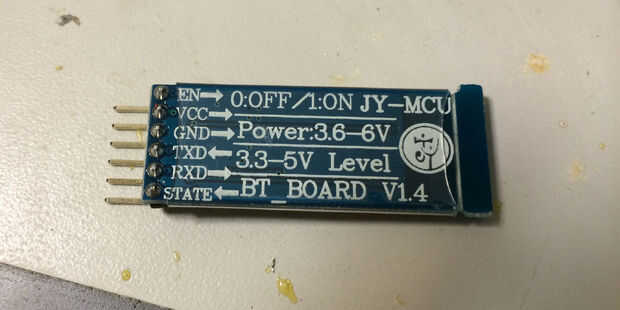 EN 0:OFF/1:ON JY-MCU
VCC
GND Power:3.6-6V
TXD 3.3-5V Level
RXD
STATE BT_BOARD V1.4